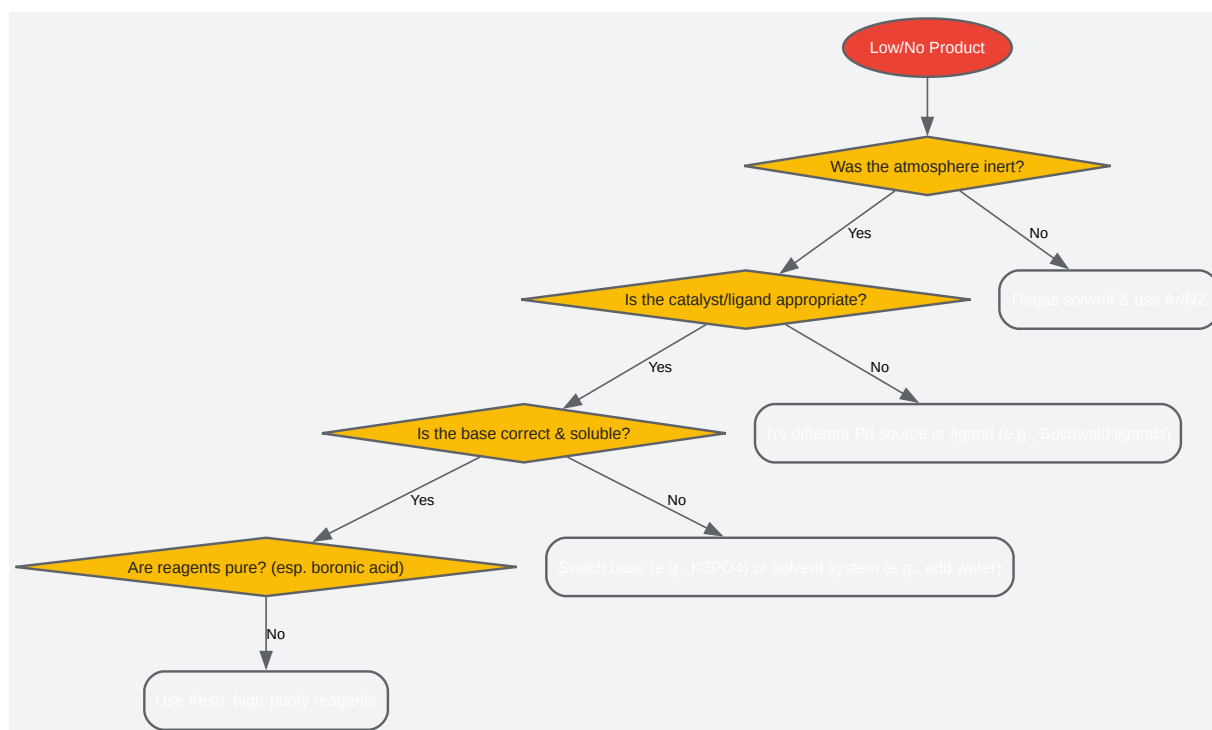 Low/No Product
Was the atmosphere inert?
Yes
No
Is the catalyst/ligand appropriate?
Degas solvent & use Ar/N2
Yes
No
Is the base correct & soluble?
Try different Pd source or ligand (e.g., Buchwald ligands)
Yes
No
Are reagents pure? (esp. boronic acid)
Switch base (e.g., K3PO4) or solvent system (e.g., add water)
No
Use fresh, high-purity reagents